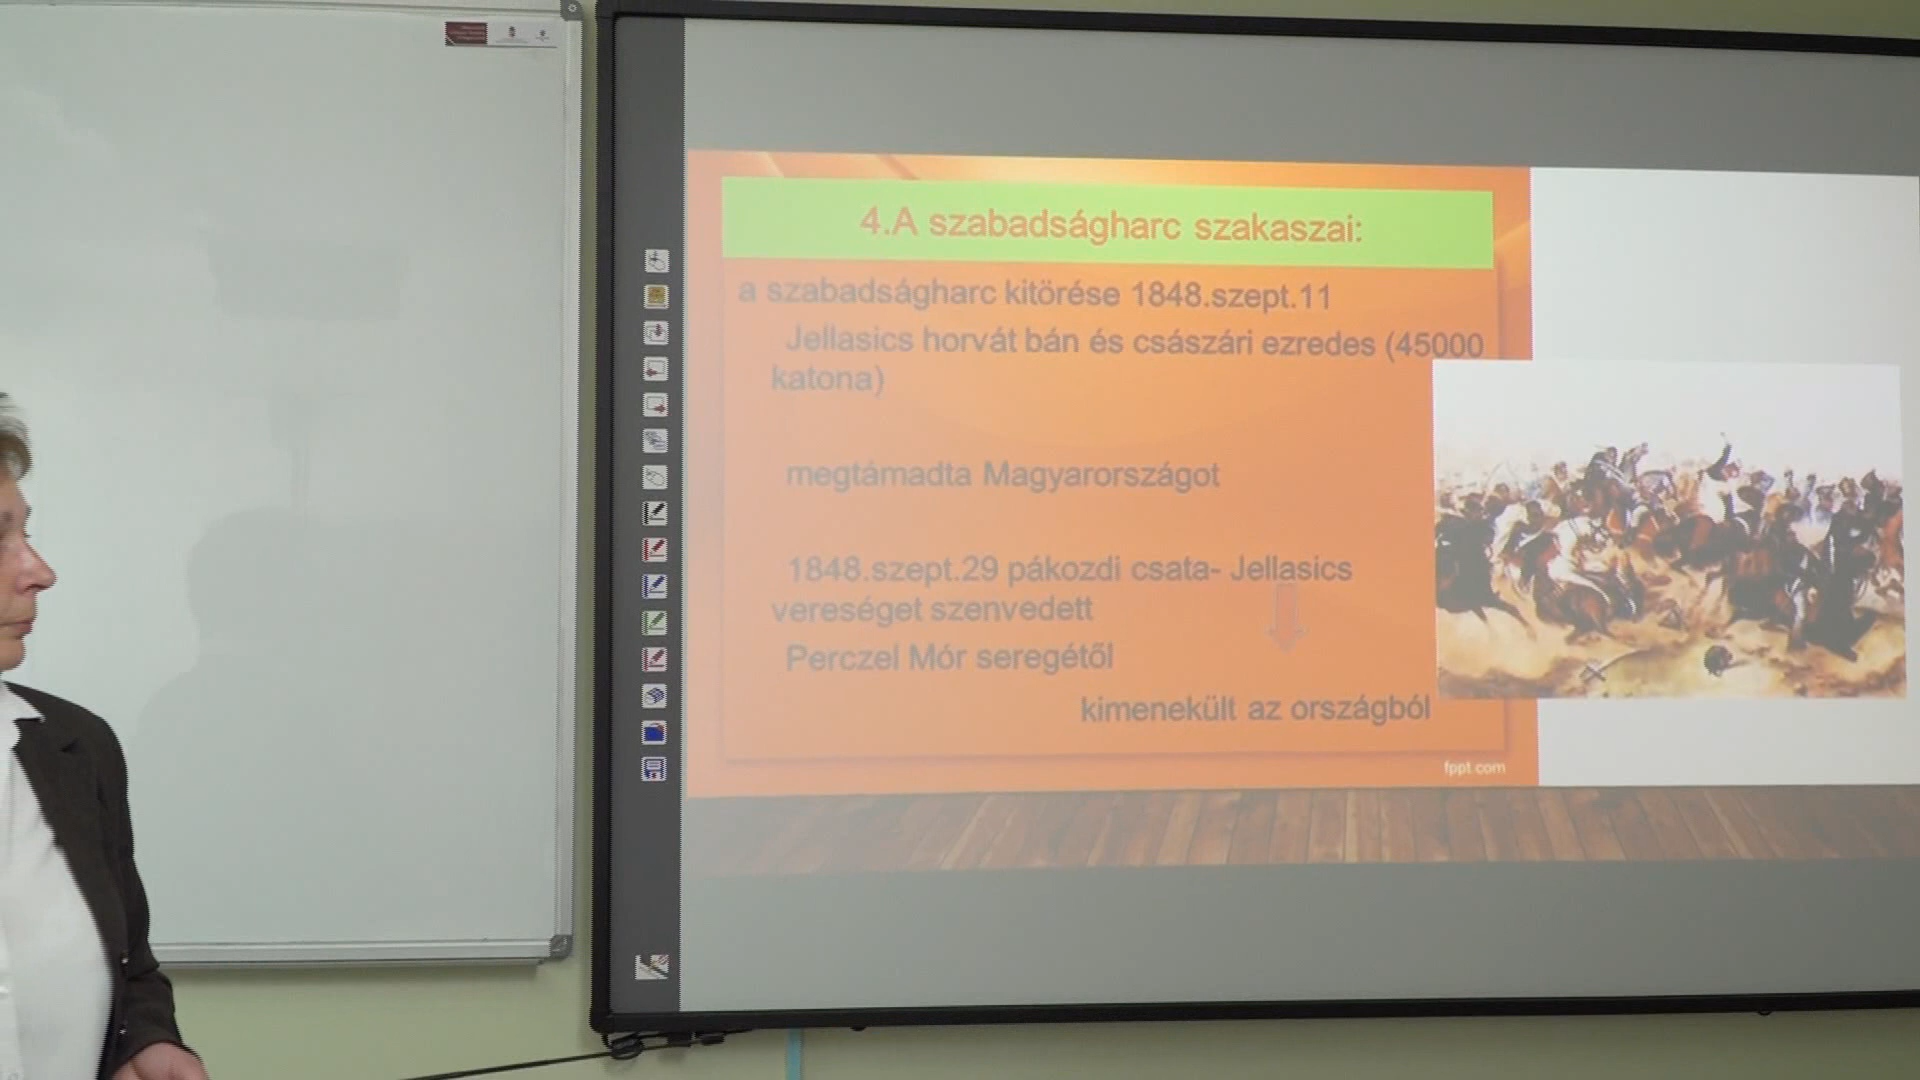 4.A szabadságharc szakaszai:
a szabadságharc kitörése 1848.szept.11
Jellasics horvát bán és császári ezredes (45000
katona)
megtámadta Magyarországot
1848.szept.29 pákozdi csata- Jellasics
vereséget szenvedett
Perczel Mór seregétől
kimenekült az országból
fppt.com